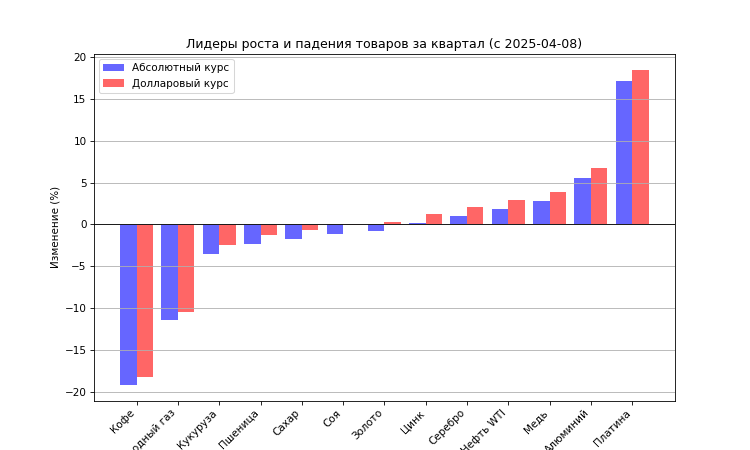 Лидеры роста и падения товаров за квартал (с 2025-04-08)
Абсолютный курс
Долларовый курс
Изменение (%)
20
15
10
5
0
−5
−10
−15
−20
Кофе
одный газ
Кукуруза
Пшеница
Сахар
Соя
Золото
Цинк
Серебро
Нефть WTI
Медь
Алюминий
Платина